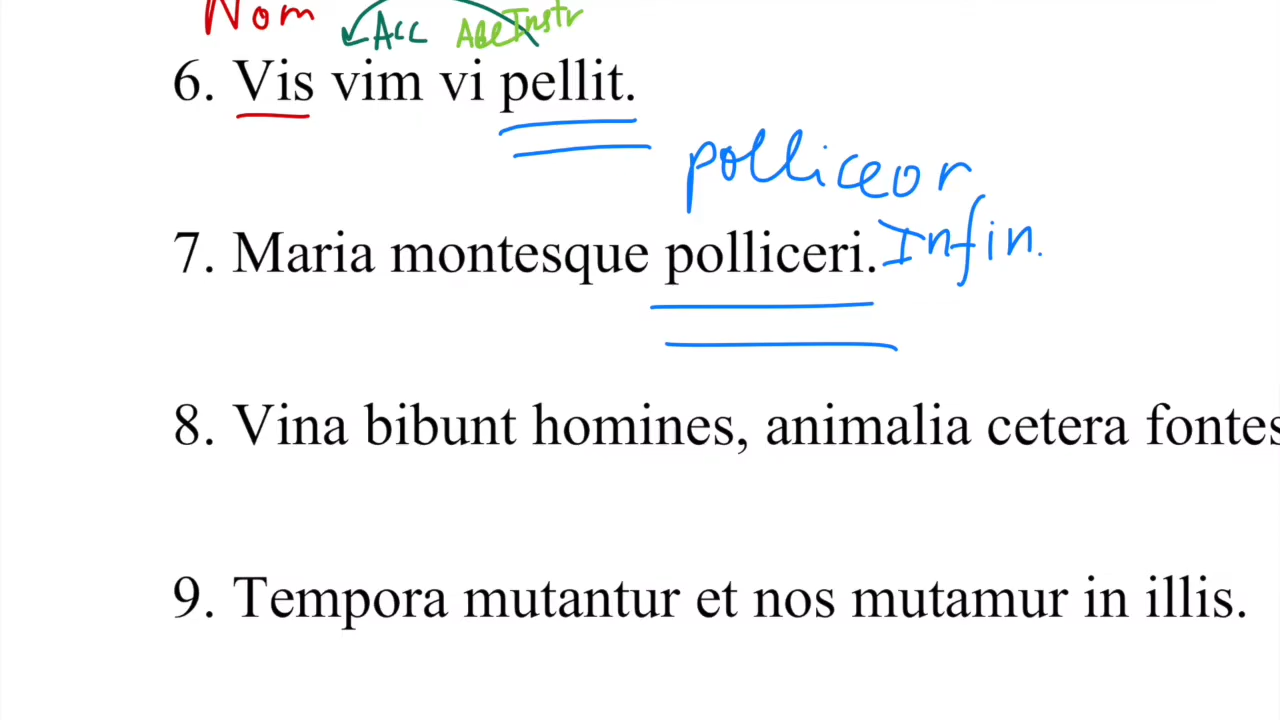 Nom
Acc Abl Instr
6. Vis vim vi pellit.
polliceor
7. Maria montesque polliceri. Infin.
8. Vina bibunt homines, animalia cetera fontes
9. Tempora mutantur et nos mutamur in illis.